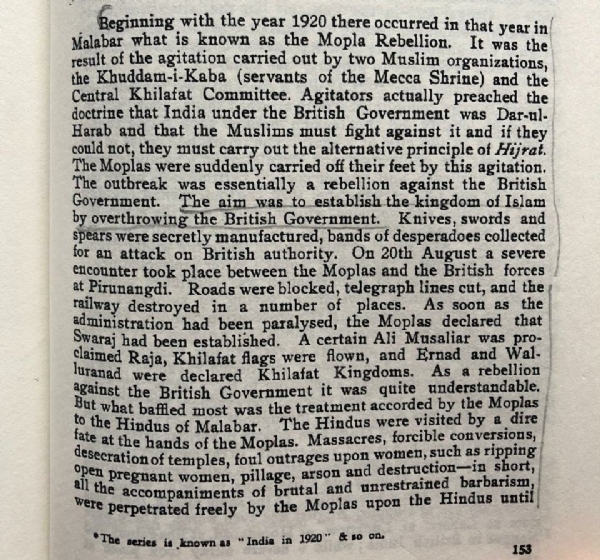 Beginning with the year 1920 there occurred in that year in
Malabar what is known as the Mopla Rebellion. It was the
result of the agitation carried out by two Muslim organizations,
the Khuddam-i-Kaba (servants of the Mecca Shrine) and the
Central Khilafat Committee. Agitators actually preached the
doctrine that India under the British Government was Dar-ul-
Harab and that the Muslims must fight against it and if they
could not, they must carry out the alternative principle of Hijrat.
The Moplas were suddenly carried off their feet by this agitation.
The outbreak was essentially a rebellion against the British
Government. The aim was to establish the kingdom of Islam
by overthrowing the British Government. Knives, swords and
spears were secretly manufactured, bands of desperadoes collected
for an attack on British authority. On 20th August a severe
encounter took place between the Moplas and the British forces
at Pirunangdi. Roads were blocked, telegraph lines cut, and the
railway destroyed in a number of places. As soon as the
administration had been paralysed, the Moplas declared that
Swaraj had been established. A certain Ali Musaliar was pro-
claimed Raja, Khilafat flags were flown, and Ernad and Wal-
luranad were declared Khilafat Kingdoms. As a rebellion
against the British Government it was quite understandable.
But what baffled most was the treatment accorded by the Moplas
to the Hindus of Malabar. The Hindus were visited by a dire
fate at the hands of the Moplas. Massacres, forcible conversions,
desecration of temples, foul outrages upon women, such as ripping
open pregnant women, pillage, arson and destruction—in short,
all the accompaniments of brutal and unrestrained barbarism,
were perpetrated freely by the Moplas upon the Hindus until
*The series is known as "India in 1920" & so on.
153